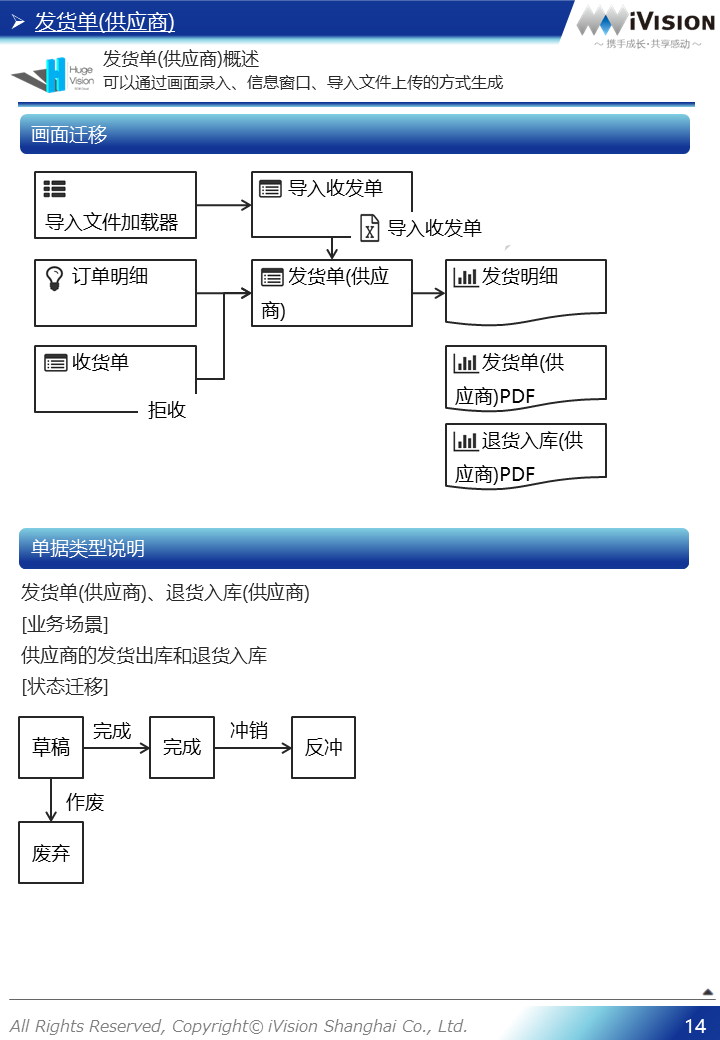 发货单(供应商)
iVISION
～携手成长·共享感动～
Huge
Vision
发货单(供应商)概述
可以通过画面录入、信息窗口、导入文件上传的方式生成
画面迁移
导入文件加载器
导入收发单
导入收发单
订单明细
发货单(供应
商)
发货明细
收货单
拒收
发货单(供
应商)PDF
退货入库(供
应商)PDF
单据类型说明
发货单(供应商)、退货入库(供应商)
[业务场景]
供应商的发货出库和退货入库
[状态迁移]
草稿
完成
完成
冲销
反冲
作废
废弃
All Rights Reserved, Copyright© iVision Shanghai Co., Ltd.
14